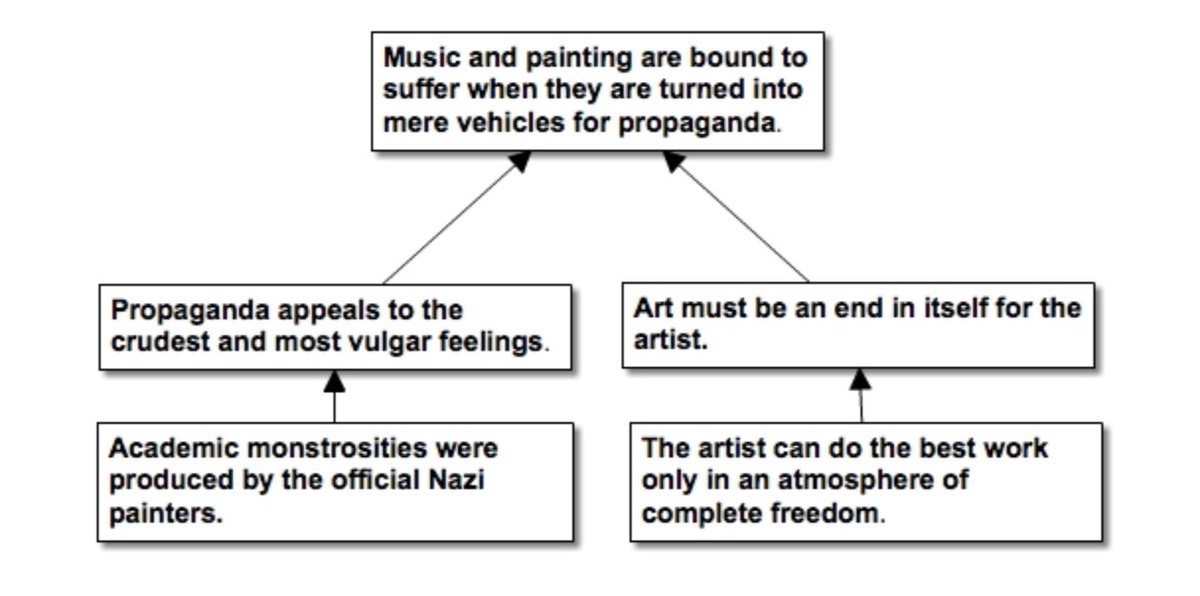 Music and painting are bound to
suffer when they are turned into
mere vehicles for propaganda.
Propaganda appeals to the
crudest and most vulgar feelings.
Art must be an end in itself for the
artist.
Academic monstrosities were
produced by the official Nazi
painters.
The artist can do the best work
only in an atmosphere of
complete freedom.